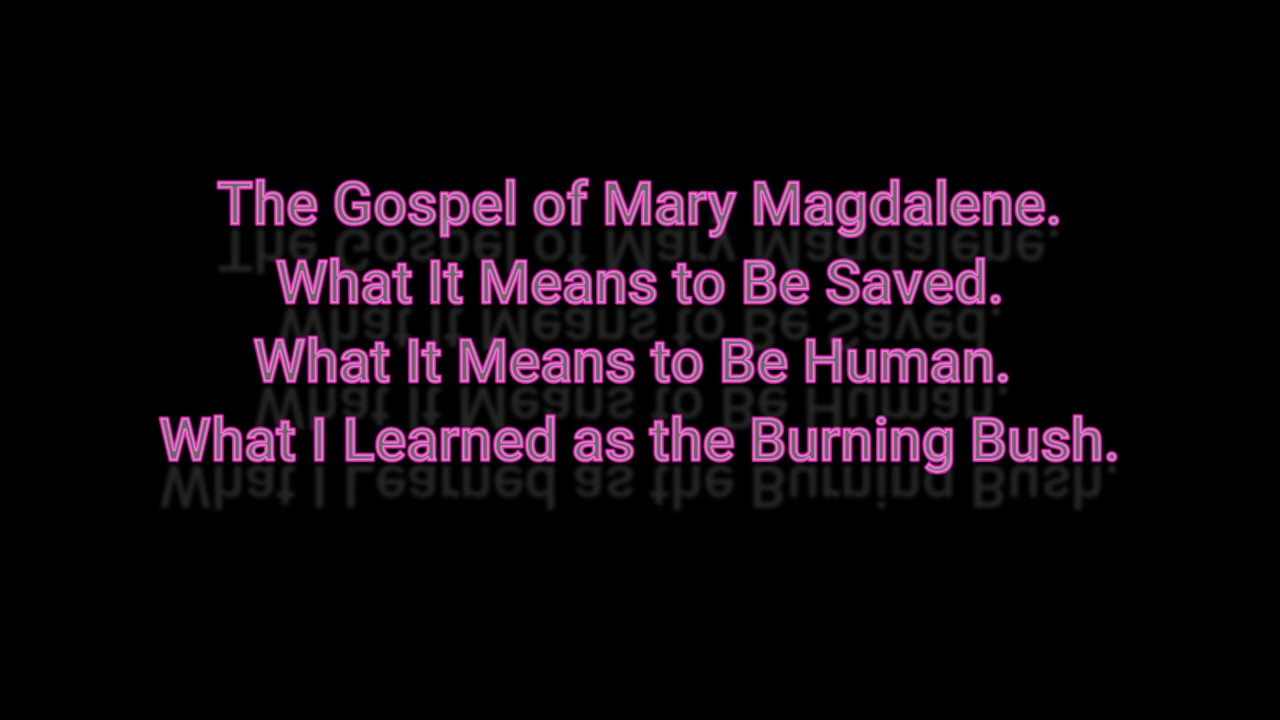 The Gospel of Mary Magdalene.
What It Means to Be Saved.
What It Means to Be Human.
What I Learned as the Burning Bush.